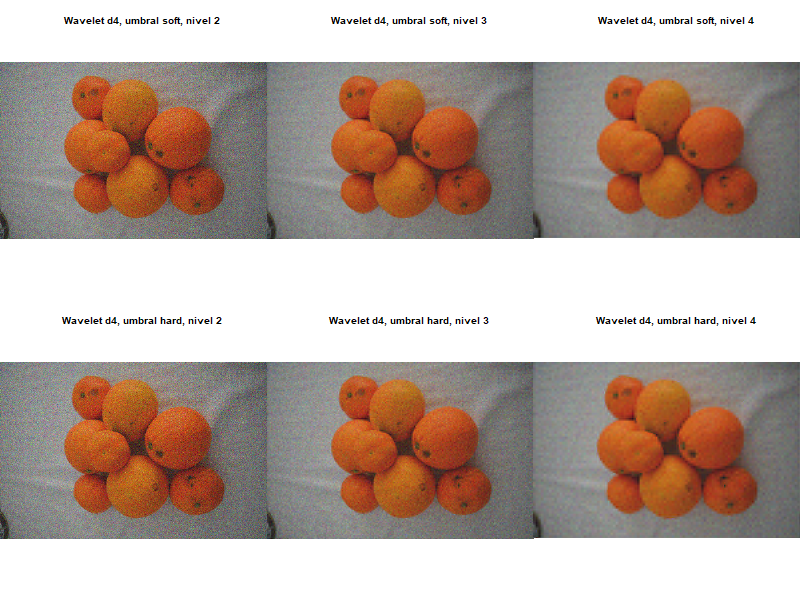 Wavelet d4, umbral soft, nivel 2
Wavelet d4, umbral soft, nivel 3
Wavelet d4, umbral soft, nivel 4
Wavelet d4, umbral hard, nivel 2
Wavelet d4, umbral hard, nivel 3
Wavelet d4, umbral hard, nivel 4